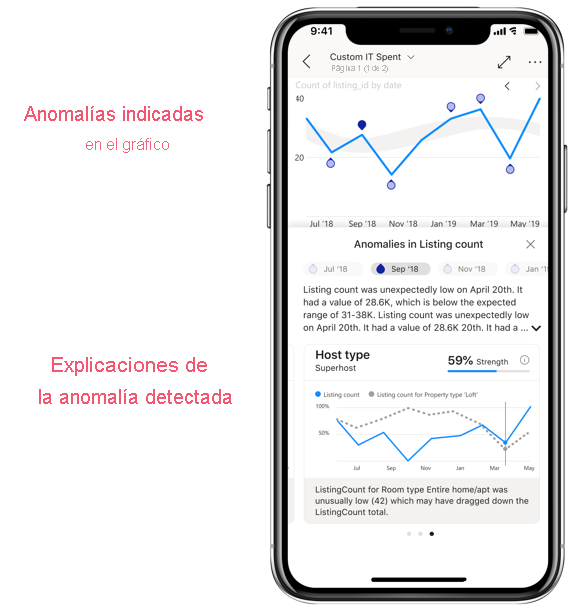 9:41
Custom IT Spent
Página 1 (1 de 2)
Count of listing_id by date
40
20
Jul '18 Sep '18 Nov '18 Jan '19 Mar '19 May '19
Anomalías indicadas
en el gráfico
Anomalies in Listing count
Jul '18 Sep '18 Nov '18 Jan '1
Listing count was unexpectedly low on April 20th. It
had a value of 28.6K, which is below the expected
range of 31-38K. Listing count was unexpectedly low
on April 20th. It had a value of 28.6K 20th. It had a ...
Explicaciones de
la anomalía detectada
Host type
Superhost
59% Strength
Listing count Listing count for Property type 'Loft'
100%
50%
Jul Sep Nov Jan Mar May
ListingCount for Room type Entire home/apt was
unusually low (42) which may have dragged down the
ListingCount total.